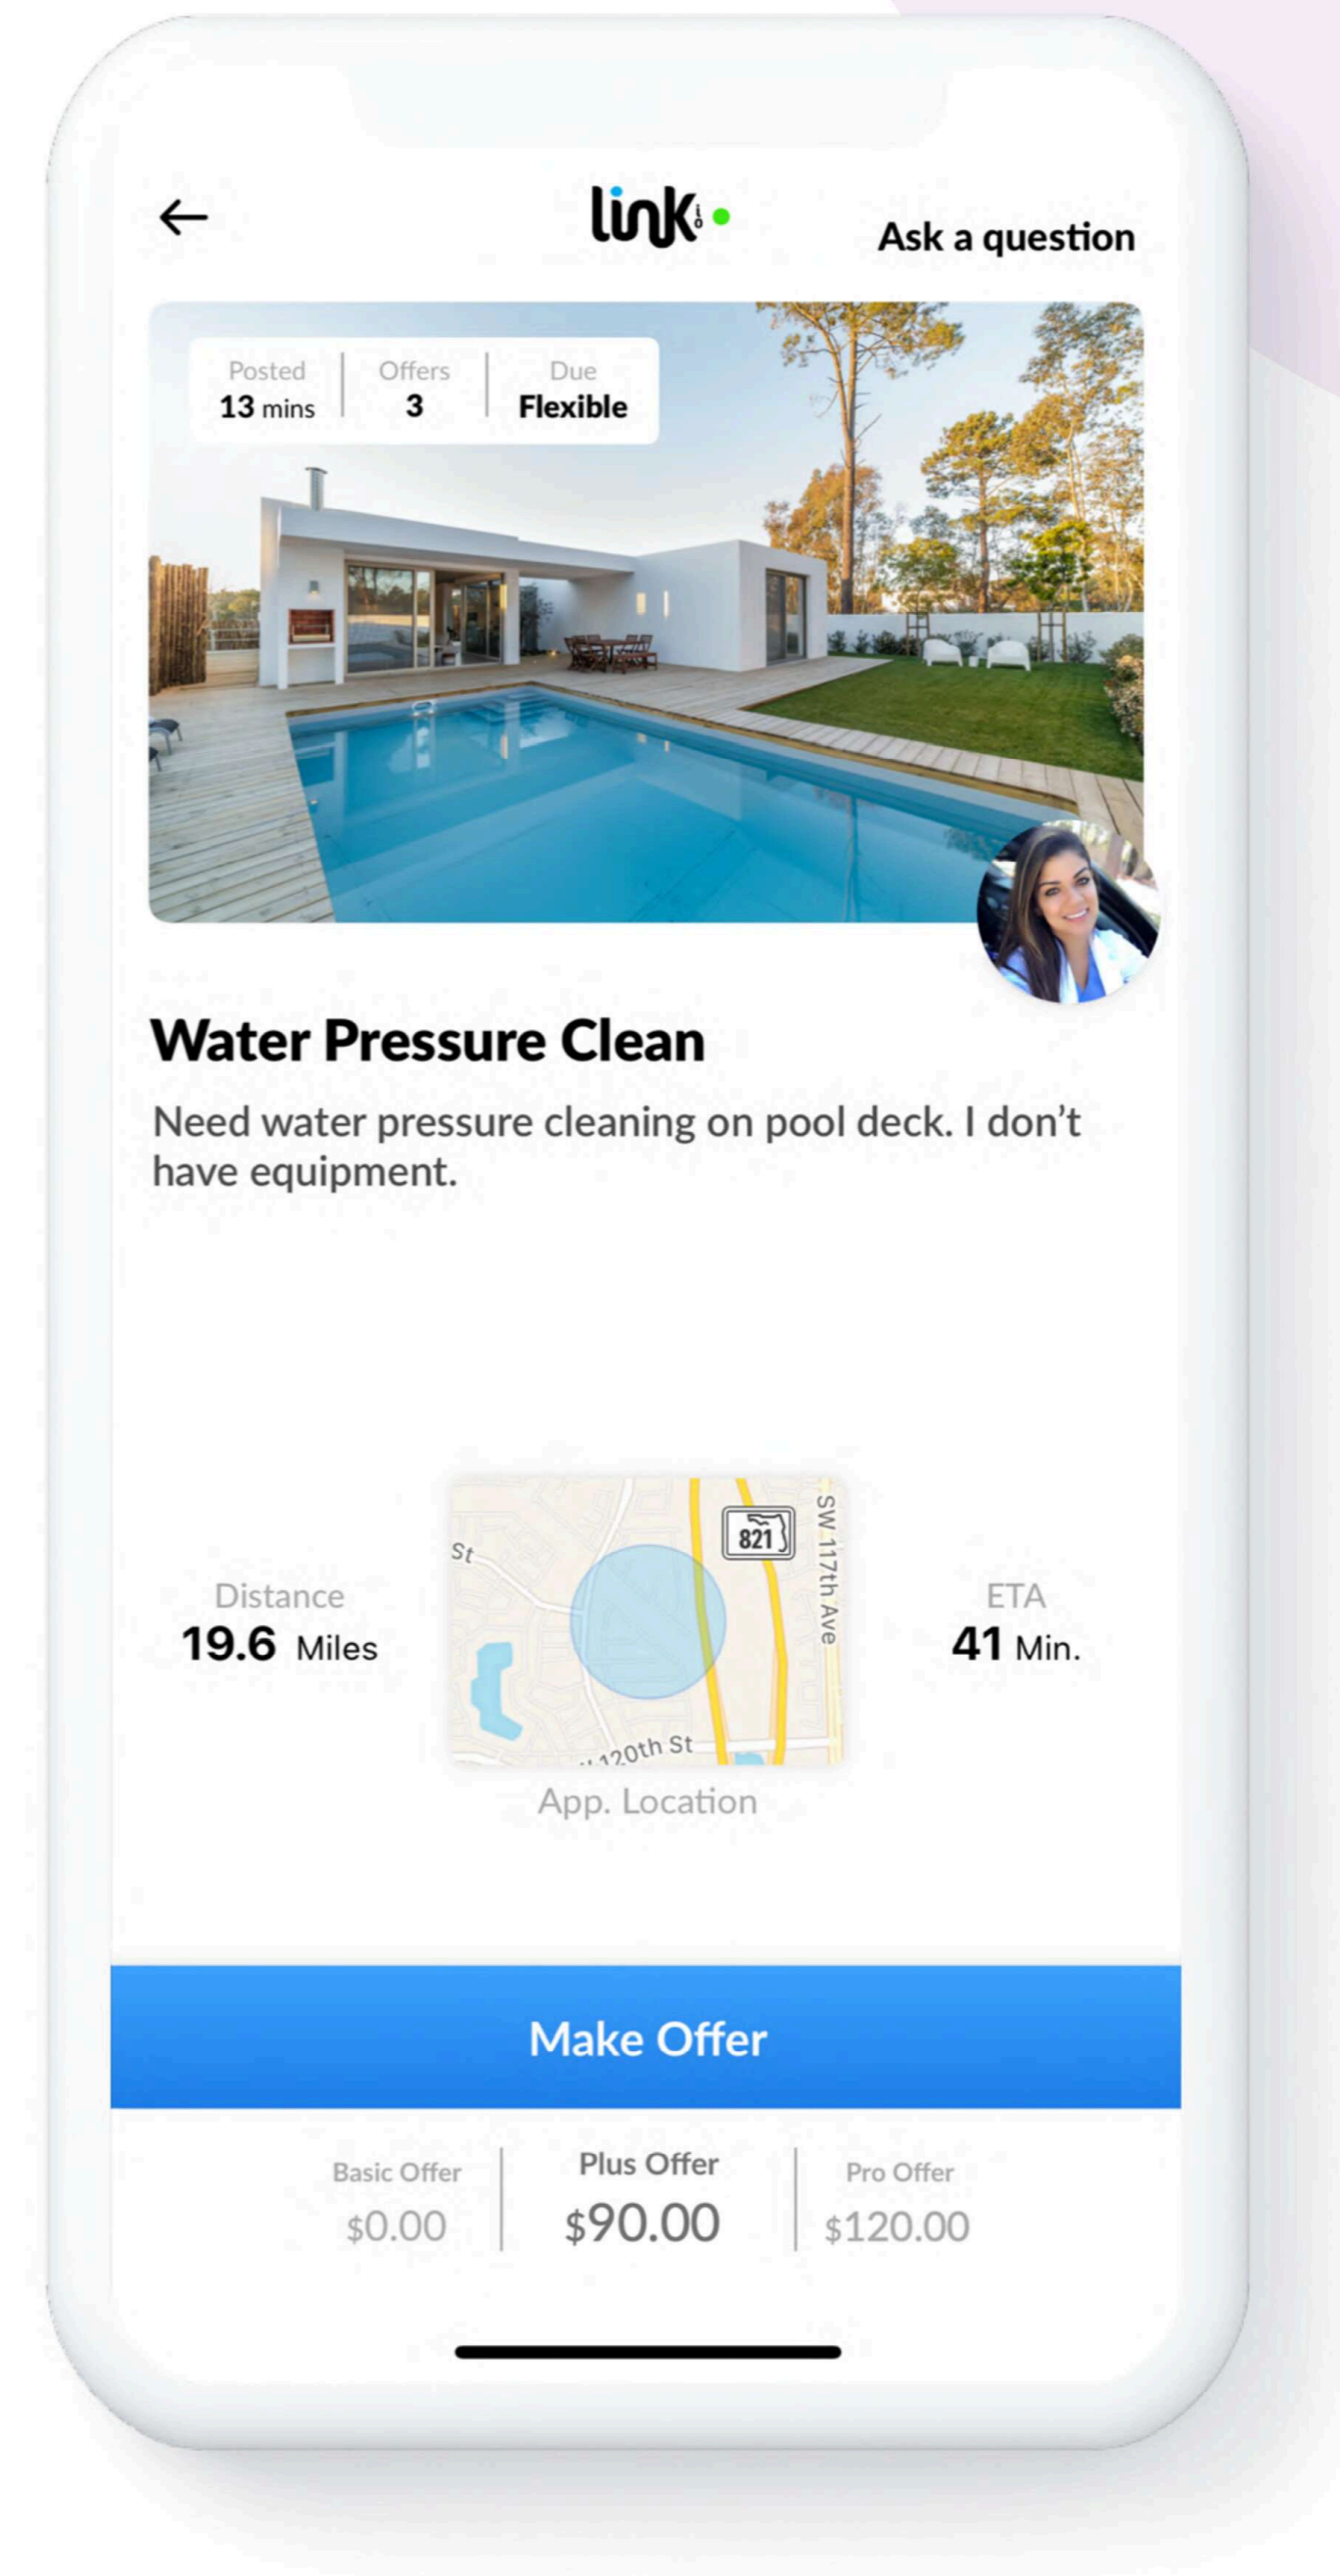 link io
Ask a question
Posted
13 mins
Offers
3
Due
Flexible
Water Pressure Clean
Need water pressure cleaning on pool deck. I don't
have equipment.
Distance
19.6 Miles
St
821
SW 117th Ave
120th St
App. Location
ETA
41 Min.
Make Offer
Basic Offer
$0.00
Plus Offer
$90.00
Pro Offer
$120.00